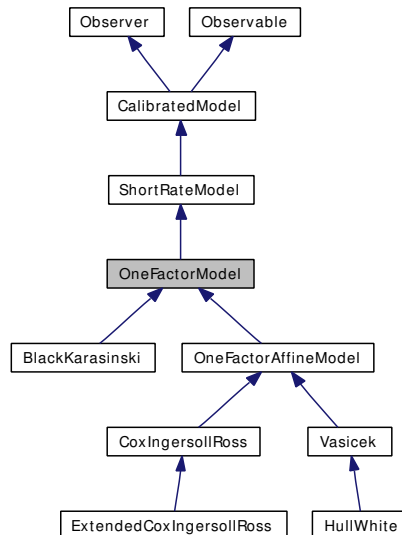 Observer
Observable
CalibratedModel
ShortRateModel
OneFactorModel
BlackKarasinski
OneFactorAffineModel
CoxIngersollRoss
Vasicek
ExtendedCoxIngersollRoss
HullWhite